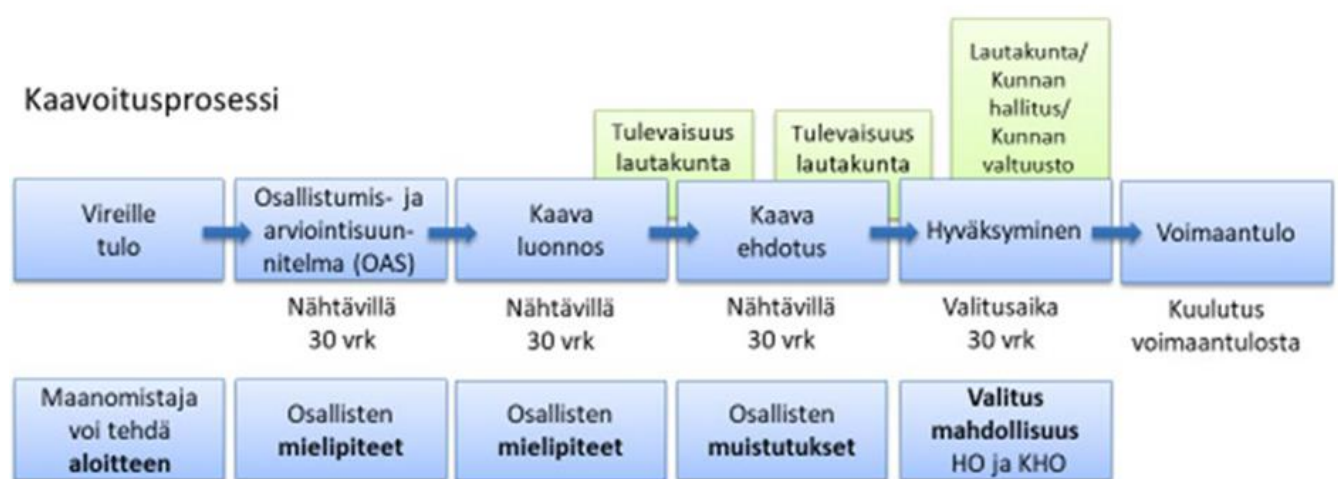 Kaavoitusprosessi
Tulevaisuus
lautakunta
Tulevaisuus
lautakunta
Lautakunta/
Kunnan
hallitus/
Kunnan
valtuusto
Vireille
tulo
Osallistumis- ja
arviointisuun-
nitelma (OAS)
Kaava
luonnos
Kaava
ehdotus
Hyväksyminen
Voimaantulo
Nähtävillä
30 vrk
Nähtävillä
30 vrk
Nähtävillä
30 vrk
Valitusaika
30 vrk
Kuulutus
voimaantulosta
Maanomistaja
voi tehdä
aloitteen
Osallisten
mielipiteet
Osallisten
mielipiteet
Osallisten
muistutukset
Valitus
mahdollisuus
HO ja KHO